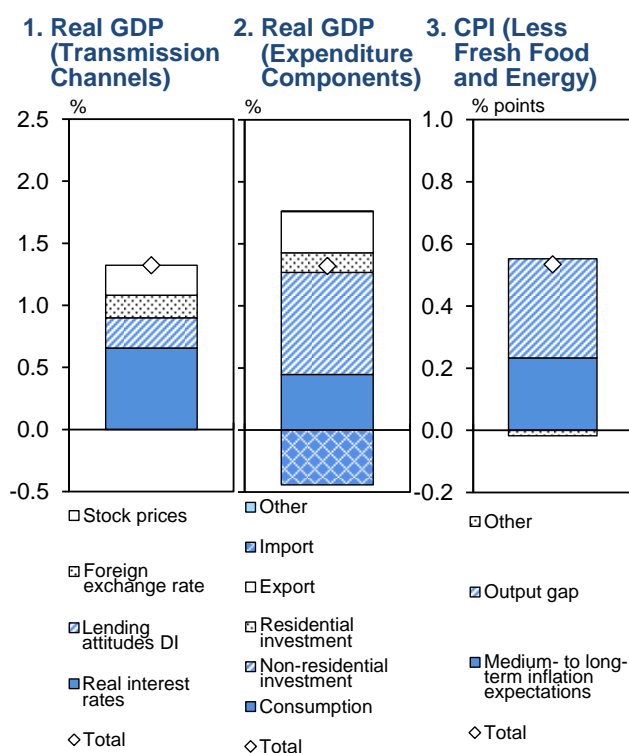 1. Real GDP
(Transmission
Channels)
2. Real GDP
(Expenditure
Components)
3. CPI (Less
Fresh Food
and Energy)
%
2.5
2.0
1.5
1.0
0.5
0.0
-0.5
Stock prices
Foreign
exchange rate
Lending
attitudes DI
Real interest
rates
Total
%
Other
Import
Export
Residential
investment
Non-residential
investment
Consumption
Total
% points
1.0
0.8
0.6
0.4
0.2
0.0
-0.2
Other
Output gap
Medium- to long-
term inflation
expectations
Total